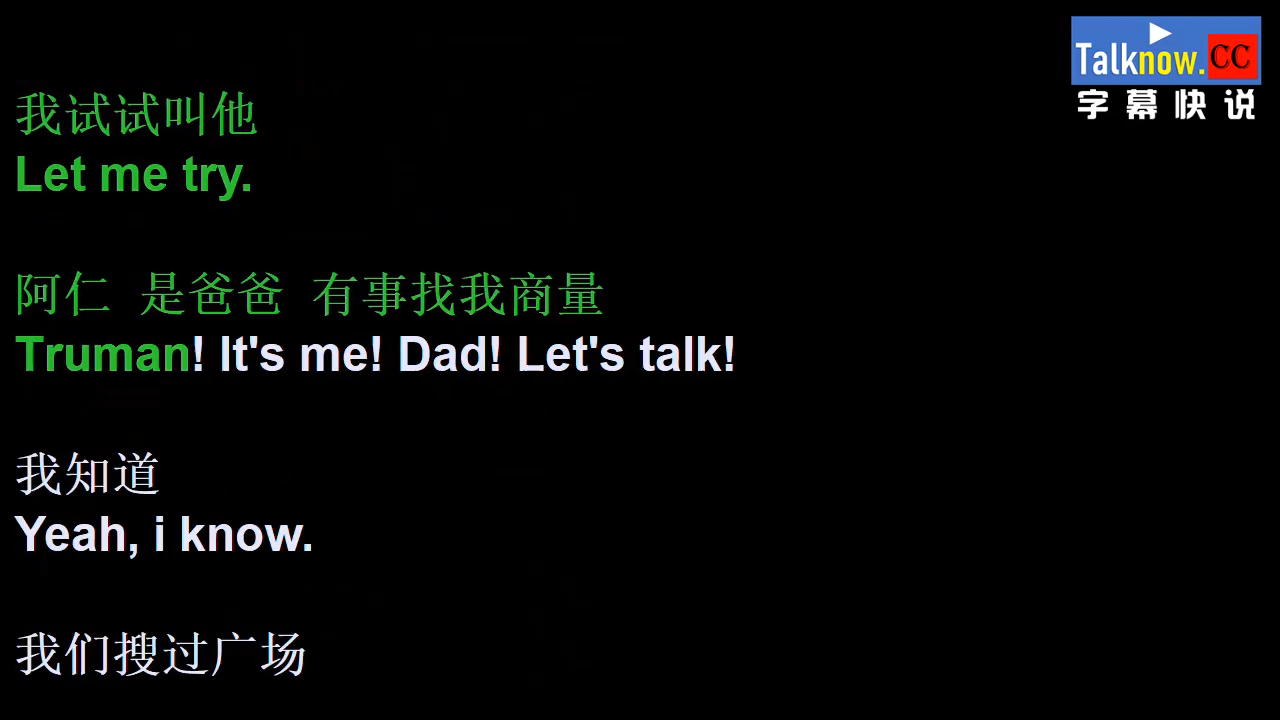 Talknow.CC
字幕快说
我试试叫他
Let me try.
阿仁 是爸爸 有事找我商量
Truman! It's me! Dad! Let's talk!
我知道
Yeah, i know.
我们搜过广场